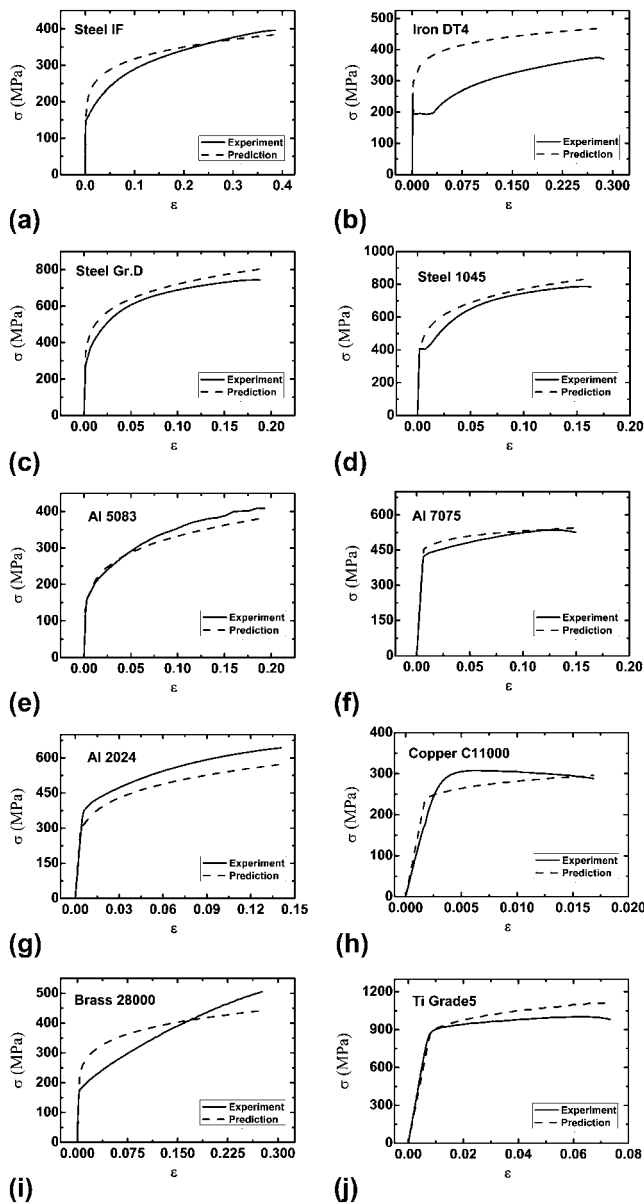 Steel IF
500
400
300
200
100
0
σ (MPa)
0.0 0.1 0.2 0.3 0.4
ε
Experiment
Prediction
(a)
Iron DT4
500
400
300
200
100
0
σ (MPa)
0.000 0.075 0.150 0.225 0.300
ε
Experiment
Prediction
(b)
Steel Gr.D
800
600
400
200
0
σ (MPa)
0.00 0.05 0.10 0.15 0.20
ε
Experiment
Prediction
(c)
Steel 1045
1000
800
600
400
200
0
σ (MPa)
0.00 0.05 0.10 0.15 0.20
ε
Experiment
Prediction
(d)
Al 5083
400
300
200
100
0
σ (MPa)
0.00 0.05 0.10 0.15 0.20
ε
Experiment
Prediction
(e)
Al 7075
600
450
300
150
0
σ (MPa)
0.00 0.05 0.10 0.15 0.20
ε
Experiment
Prediction
(f)
Al 2024
600
450
300
150
0
σ (MPa)
0.00 0.03 0.06 0.09 0.12 0.15
ε
Experiment
Prediction
(g)
Copper C11000
400
300
200
100
0
σ (MPa)
0.000 0.005 0.010 0.015 0.020
ε
Experiment
Prediction
(h)
Brass 28000
500
400
300
200
100
0
σ (MPa)
0.000 0.075 0.150 0.225 0.300
ε
Experiment
Prediction
(i)
Ti Grade5
1200
900
600
300
0
σ (MPa)
0.00 0.02 0.04 0.06 0.08
ε
Experiment
Prediction
(j)